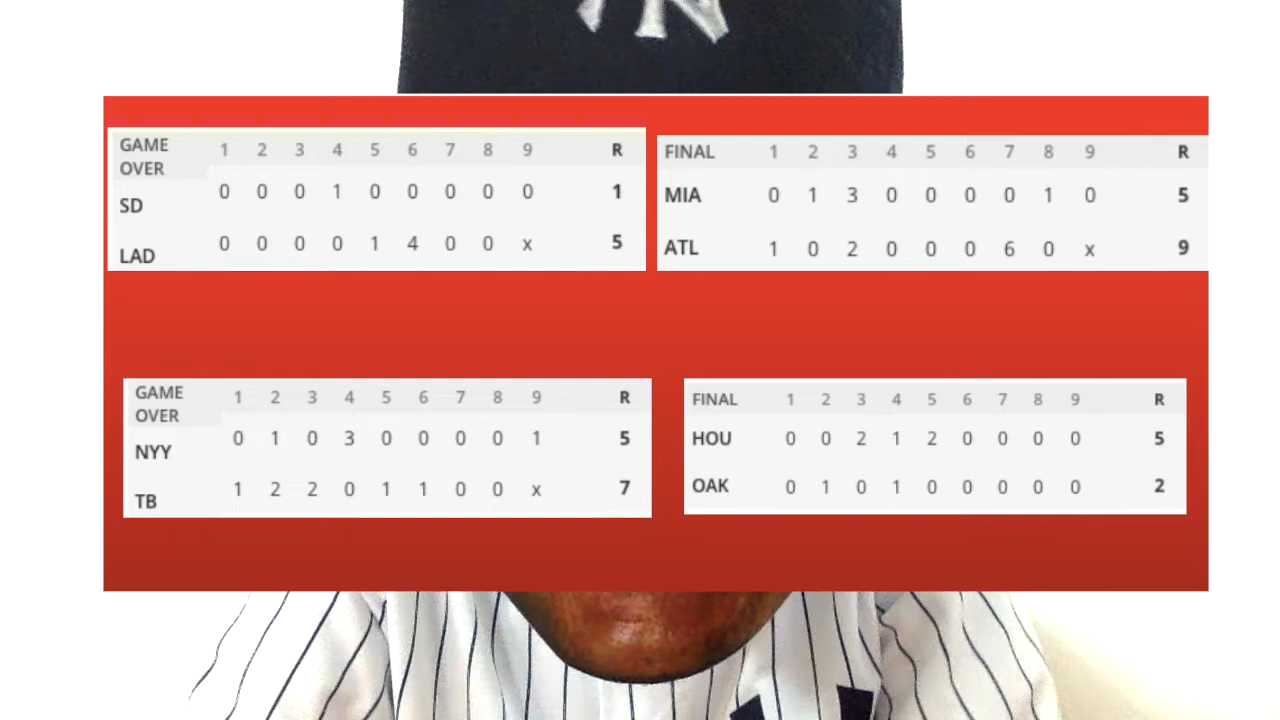 NY
GAME OVER 1 2 3 4 5 6 7 8 9 R
SD 0 0 0 1 0 0 0 0 0 1
LAD 0 0 0 0 1 4 0 0 x 5
FINAL 1 2 3 4 5 6 7 8 9 R
MIA 0 1 3 0 0 0 0 1 0 5
ATL 1 0 2 0 0 0 6 0 x 9
GAME OVER 1 2 3 4 5 6 7 8 9 R
NYY 0 1 0 3 0 0 0 0 1 5
TB 1 2 2 0 1 1 0 0 x 7
FINAL 1 2 3 4 5 6 7 8 9 R
HOU 0 0 2 1 2 0 0 0 0 5
OAK 0 1 0 1 0 0 0 0 0 2